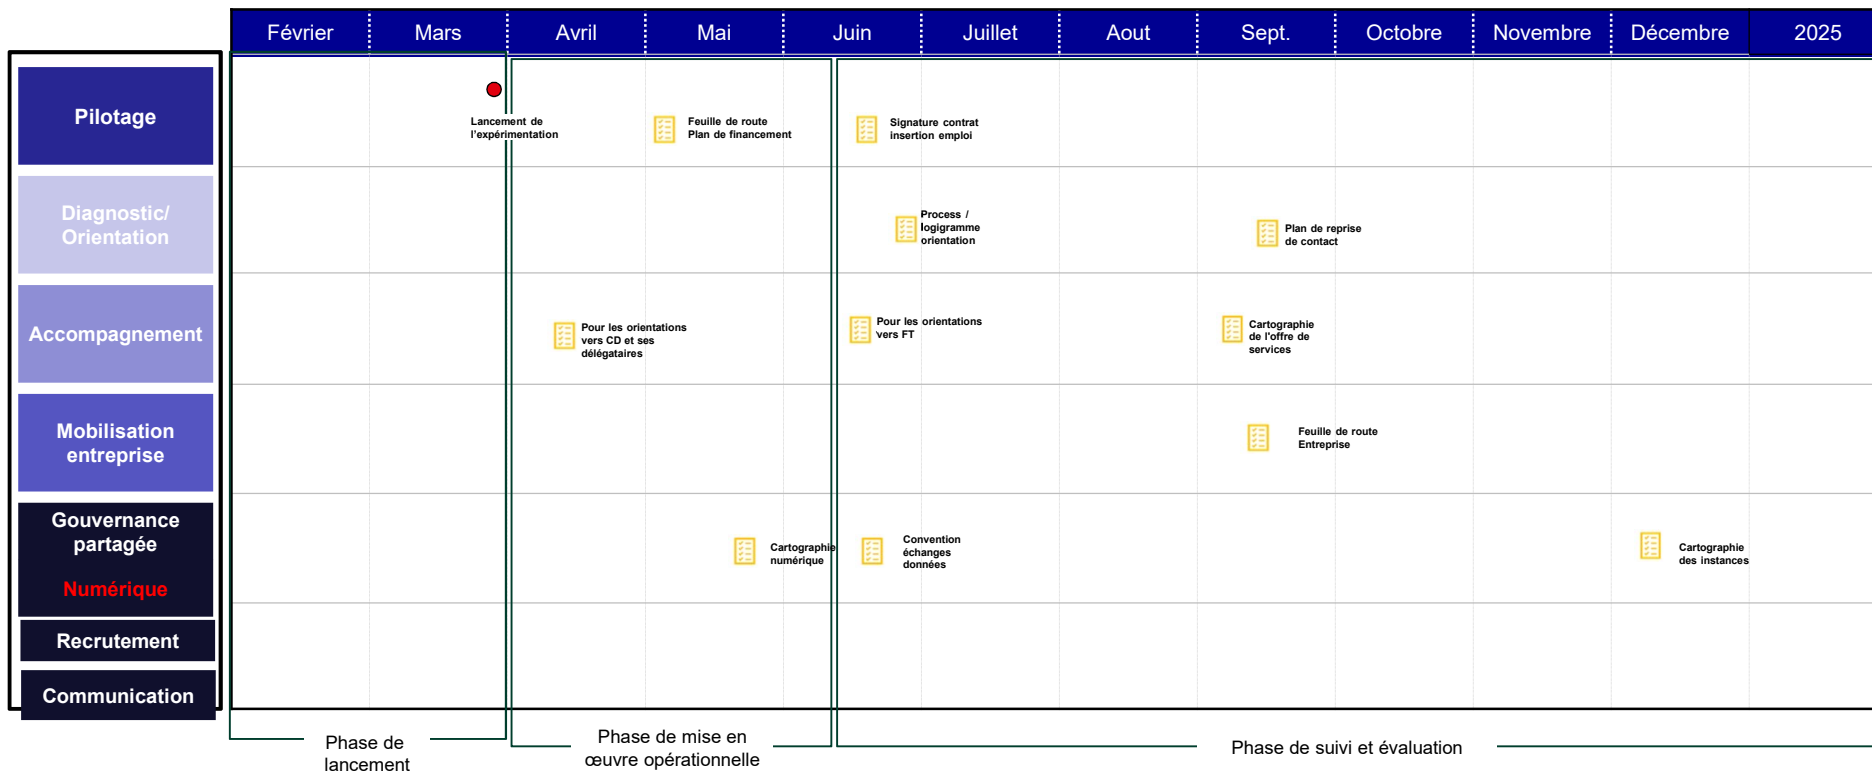 Février
Mars
Avril
Mai
Juin
Juillet
Aout
Sept.
Octobre
Novembre
Décembre
2025
Pilotage
Lancement de
l'expérimentation
Feuille de route
Plan de financement
Signature contrat
insertion emploi
Diagnostic/
Orientation
Process /
logigramme
orientation
Plan de reprise
de contact
Accompagnement
Pour les orientations
vers CD et ses
délégataires
Pour les orientations
vers FT
Cartographie
de l'offre de
services
Mobilisation
entreprise
Feuille de route
Entreprise
Gouvernance
partagée
Numérique
Cartographie
numérique
Convention
échanges
données
Cartographie
des instances
Recrutement
Communication
Phase de
lancement
Phase de mise en
œuvre opérationnelle
Phase de suivi et évaluation